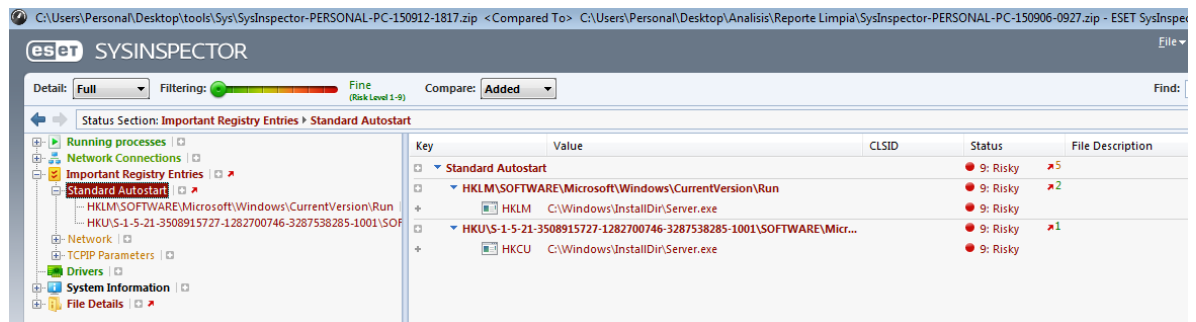 C:\Users\Personal\Desktop\tools\Sys\SysInspector-PERSONAL-PC-150912-1817.zip <Compared To> C:\Users\Personal\Desktop\Analisis\Reporte Limpia\SysInspector-PERSONAL-PC-150906-0927.zip - ESET SysInspec
eset SYSINSPECTOR
File
Detail: Full Filtering: Fine (Risk Level 1-9) Compare: Added Find:
Status Section: Important Registry Entries Standard Autostart
Running processes
Network Connections
Important Registry Entries
Standard Autostart
HKLM\SOFTWARE\Microsoft\Windows\CurrentVersion\Run
HKU\S-1-5-21-3508915727-1282700746-3287538285-1001\SOF
Network
TCPIP Parameters
Drivers
System Information
File Details
Key Value CLSID Status File Description
Standard Autostart 9: Risky 5
HKLM\SOFTWARE\Microsoft\Windows\CurrentVersion\Run 9: Risky 2
HKLM C:\Windows\InstallDir\Server.exe 9: Risky
HKU\S-1-5-21-3508915727-1282700746-3287538285-1001\SOFTWARE\Micr... 9: Risky 1
HKCU C:\Windows\InstallDir\Server.exe 9: Risky